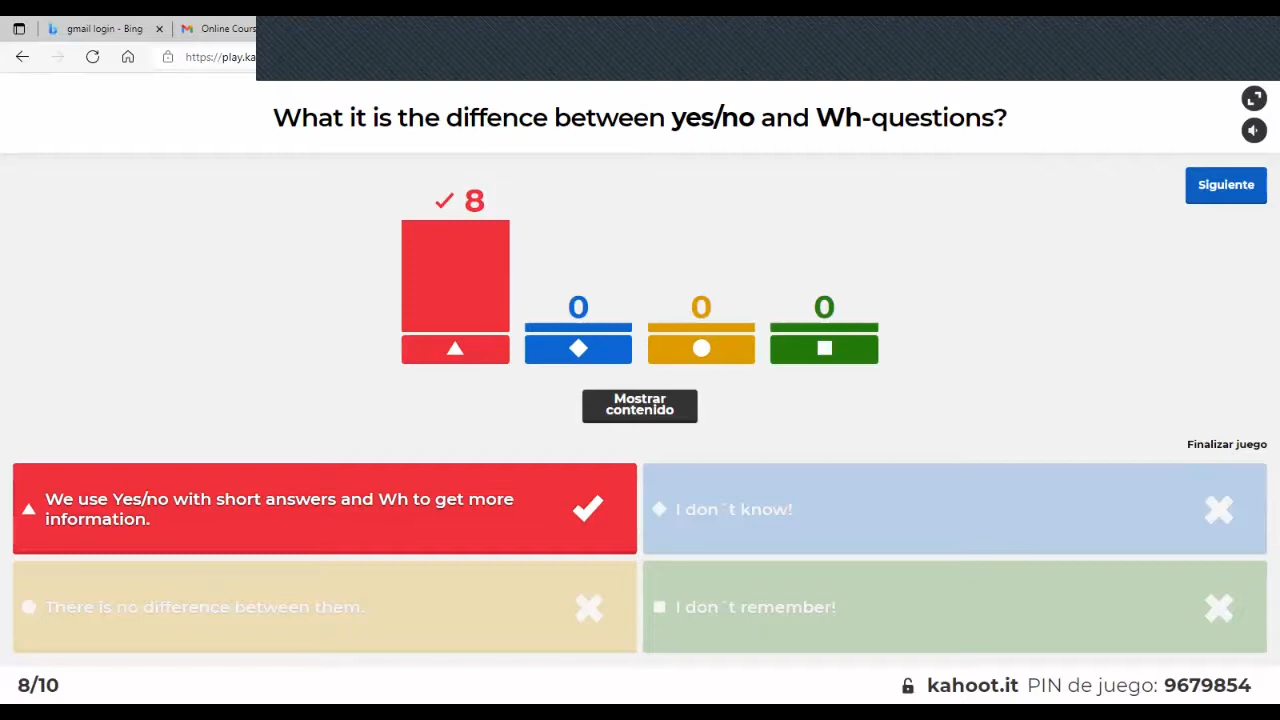 gmail login - Bing
Online Cours
https://play.ka
What it is the diffence between yes/no and Wh-questions?
Siguiente
8
0
0
0
Mostrar
contenido
Finalizar juego
We use Yes/no with short answers and Wh to get more
information.
I don´t know!
There is no difference between them.
I don´t remember!
8/10
kahoot.it PIN de juego: 9679854